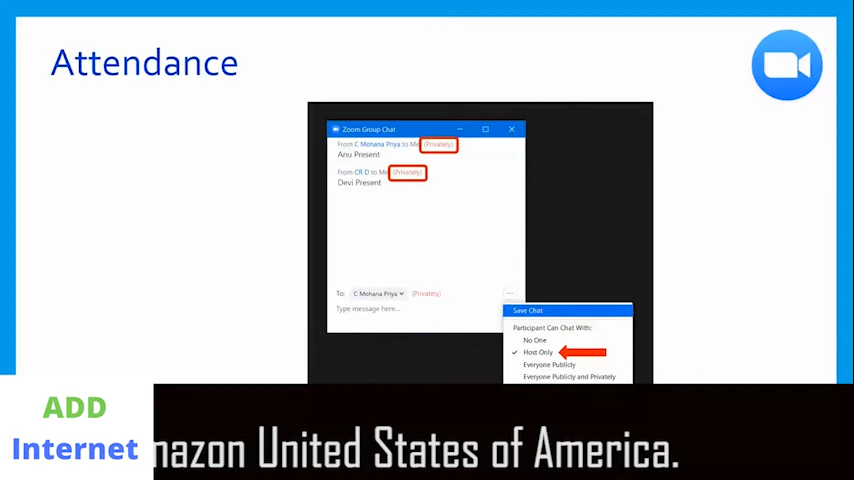 Attendance
Zoom Group Chat
From C Mohana Priya to Me (Privately)
Anu Present
From CR D to Me (Privately)
Devi Present
To: C Mohana Priya (Privately)
Type message here...
Save Chat
Participant Can Chat With:
No One
Host Only
Everyone Publicly
Everyone Publicly and Privately
ADD
Internet
mazon United States of America.